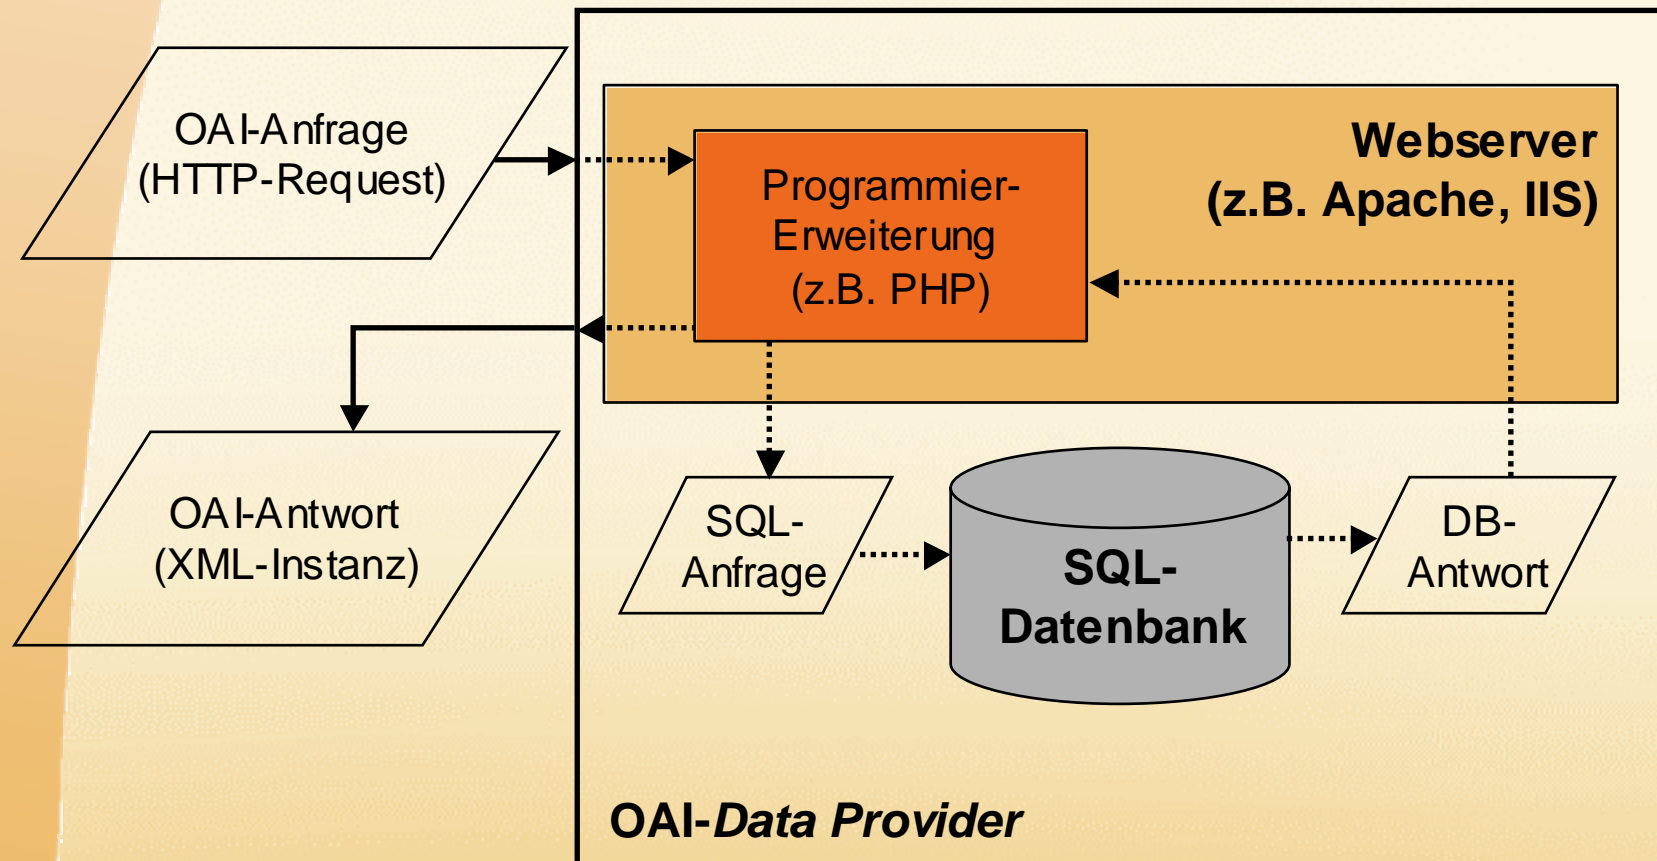 OAI-Anfrage
(HTTP-Request)
Programmier-
Erweiterung
(z.B. PHP)
Webserver
(z.B. Apache, IIS)
OAI-Antwort
(XML-Instanz)
SQL-
Anfrage
SQL-
Datenbank
DB-
Antwort
OAI-Data Provider